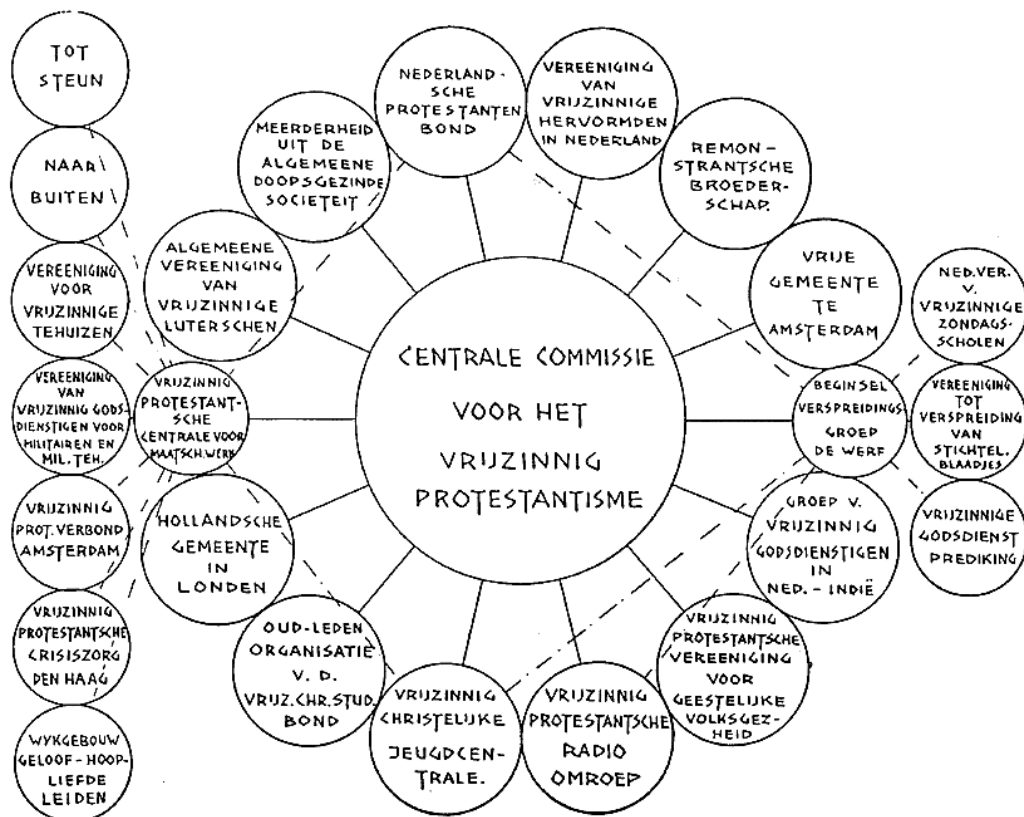 TOT
STEUN
NAAR
BUITEN
VEREENIGING
VOOR
VRIJZINNIGE
TEHUIZEN
VEREENIGING
VAN
VRIJZINNIG GODS-
DIENSTIGEN VOOR
MILITAIREN EN
MIL. TEH.
VRIJZINNIG
PROT. VERBOND
AMSTERDAM
VRIJZINNIG
PROTESTANTSCHE
CRISISZORG
DEN HAAG
WYKGEBOUW
GELOOF-HOOP-
LIEFDE
LEIDEN
VRIJZINNIG
PROTESTANT-
SCHE
CENTRALE VOOR
MAATSCH. WERK
ALGEMEENE
VEREENIGING
VAN
VRIJZINNIGE
LUTERSCHEN
MEERDERHEID
UIT DE
ALGEMEENE
DOOPSGEZINDE
SOCIETEIT
NEDERLAND-
SCHE
PROTESTANTEN
BOND
VEREENIGING
VAN
VRIJZINNIGE
HERVORMDEN
IN NEDERLAND
REMON-
STRANTSCHE
BROEDER-
SCHAP.
VRIJE
GEMEENTE
TE
AMSTERDAM
CENTRALE COMMISSIE
VOOR HET
VRIJZINNIG
PROTESTANTISME
BEGINSEL
VERSPREIDINGS
GROEP
DE WERF
NED. VER.
V.
VRIJZINNIGE
ZONDAGS-
SCHOLEN
VEREENIGING
TOT
VERSPREIDING
VAN
STICHTEL.
BLAADJES
VRIJZINNIGE
GODSDIENST
PREDIKING
GROEP V.
VRIJZINNIG
GODSDIENSTIGEN
IN
NED.-INDIË
VRIJZINNIG
PROTESTANTSCHE
VEREENIGING
VOOR
GEESTELIJKE
VOLKSGEZ-
HEID
VRIJZINNIG
PROTESTANTSCHE
RADIO
OMROEP
VRIJZINNIG
CHRISTELIJKE
JEUGDCEN-
TRALE.
OUD-LEDEN
ORGANISATIE
V. D.
VRIJZ. CHR. STUD.
BOND
HOLLANDSCHE
GEMEENTE
IN
LONDEN